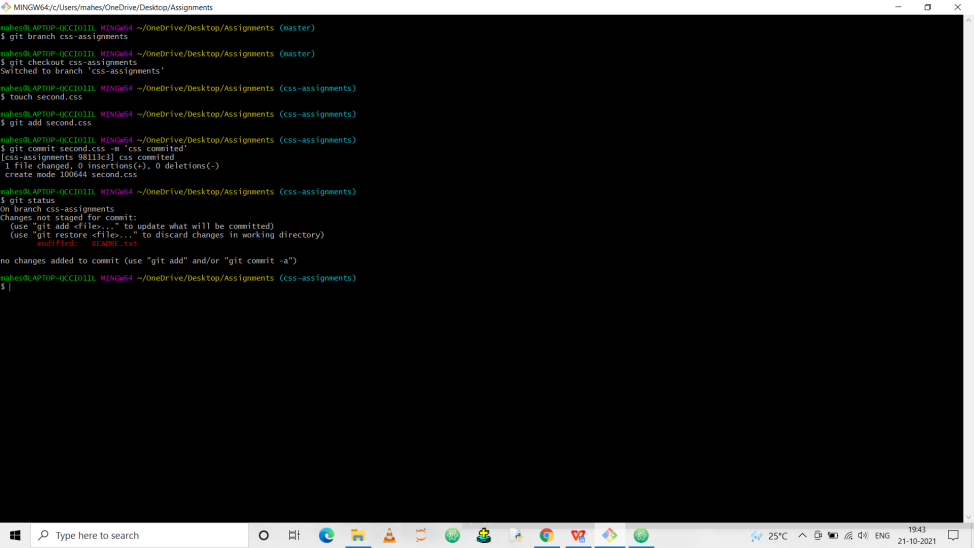 MINGW64:/c/Users/mahes/OneDrive/Desktop/Assignments
mahes@LAPTOP-QCCIO1IL MINGW64 ~/OneDrive/Desktop/Assignments (master)
$ git branch css-assignments
mahes@LAPTOP-QCCIO1IL MINGW64 ~/OneDrive/Desktop/Assignments (master)
$ git checkout css-assignments
Switched to branch 'css-assignments'
mahes@LAPTOP-QCCIO1IL MINGW64 ~/OneDrive/Desktop/Assignments (css-assignments)
$ touch second.css
mahes@LAPTOP-QCCIO1IL MINGW64 ~/OneDrive/Desktop/Assignments (css-assignments)
$ git add second.css
mahes@LAPTOP-QCCIO1IL MINGW64 ~/OneDrive/Desktop/Assignments (css-assignments)
$ git commit second.css -m 'css commited'
[css-assignments 98113c3] css commited
1 file changed, 0 insertions(+), 0 deletions(-)
create mode 100644 second.css
mahes@LAPTOP-QCCIO1IL MINGW64 ~/OneDrive/Desktop/Assignments (css-assignments)
$ git status
On branch css-assignments
Changes not staged for commit:
(use "git add <file>..." to update what will be committed)
(use "git restore <file>..." to discard changes in working directory)
modified: README.txt
no changes added to commit (use "git add" and/or "git commit -a")
mahes@LAPTOP-QCCIO1IL MINGW64 ~/OneDrive/Desktop/Assignments (css-assignments)
$
Type here to search
25°C
ENG
19:43
21-10-2021